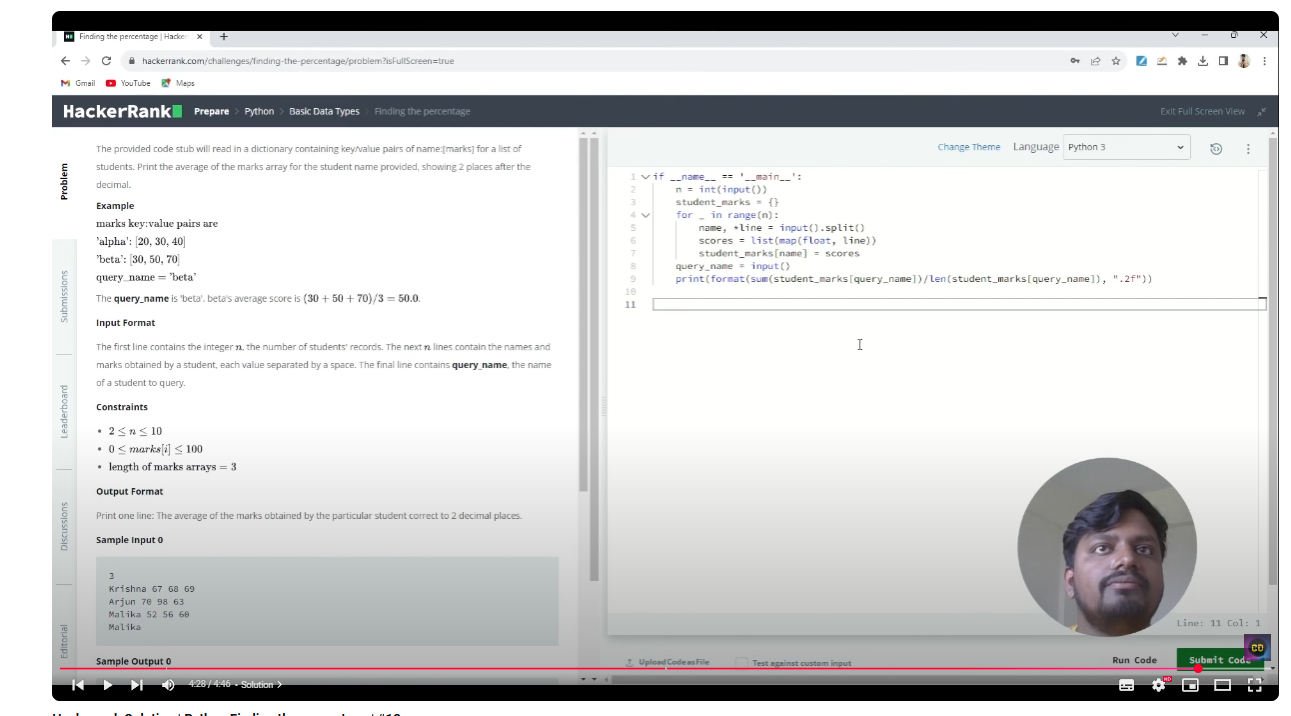 Finding the percentage | Hacker
hackerrank.com/challenges/finding-the-percentage/problem?isFullScreen=true
Gmail YouTube Maps
HackerRank Prepare > Python > Basic Data Types > Finding the percentage Exit Full Screen View
Problem
Submissions
Leaderboard
Discussions
Editorial
The provided code stub will read in a dictionary containing key/value pairs of name:[marks] for a list of
students. Print the average of the marks array for the student name provided, showing 2 places after the
decimal.
Example
marks key:value pairs are
'alpha': [20, 30, 40]
'beta': [30, 50, 70]
query_name = 'beta'
The query_name is 'beta'. beta's average score is (30 + 50 + 70)/3 = 50.0.
Input Format
The first line contains the integer n, the number of students' records. The next n lines contain the names and
marks obtained by a student, each value separated by a space. The final line contains query_name, the name
of a student to query.
Constraints
• 2 ≤ n ≤ 10
• 0 ≤ marks[i] ≤ 100
• length of marks arrays = 3
Output Format
Print one line: The average of the marks obtained by the particular student correct to 2 decimal places.
Sample Input 0
3
Krishna 67 68 69
Arjun 70 98 63
Malika 52 56 60
Malika
Sample Output 0
Change Theme Language Python 3
1 if __name__ == '__main__':
2 n = int(input())
3 student_marks = {}
4 for _ in range(n):
5 name, *line = input().split()
6 scores = list(map(float, line))
7 student_marks[name] = scores
8 query_name = input()
9 print(format(sum(student_marks[query_name])/len(student_marks[query_name]), ".2f"))
10
11
Line: 11 Col: 1
Upload Code as File Test against custom input Run Code Submit Code
CD
4:28 / 4:46 • Solution >
HD